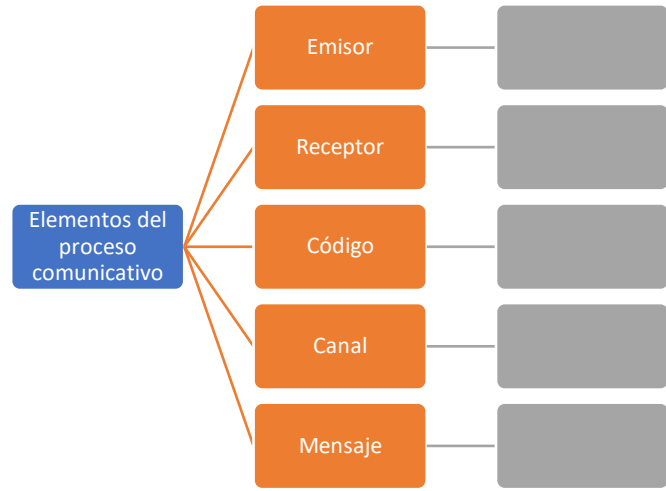 Elementos del
proceso
comunicativo
Emisor
Receptor
Código
Canal
Mensaje